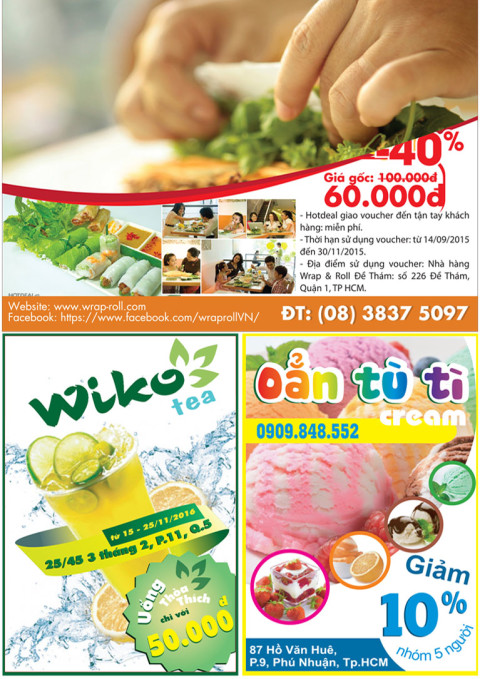 -40%
Giá gốc: 100.000đ
60.000đ
- Hotdeal giao voucher đến tận tay khách
hàng: miễn phí.
- Thời hạn sử dụng voucher: từ 14/09/2015
đến 30/11/2015.
- Địa điểm sử dụng voucher: Nhà hàng
Wrap & Roll Đề Thám: số 226 Đề Thám,
Quận 1, TP HCM.
Website: www.wrap-roll.com
Facebook: https://www.facebook.com/wraprollVN/
ĐT: (08) 3837 5097
Wiko
tea
từ 15 - 25/11/2016
25/45 3 tháng 2, P.11, Q.5
Uống
Thỏa
Thích
chỉ với
50.000đ
Oẳn tù tì
cream
0909.848.552
Giảm
10%
nhóm 5 người
87 Hồ Văn Huê,
P.9, Phú Nhuận, Tp.HCM